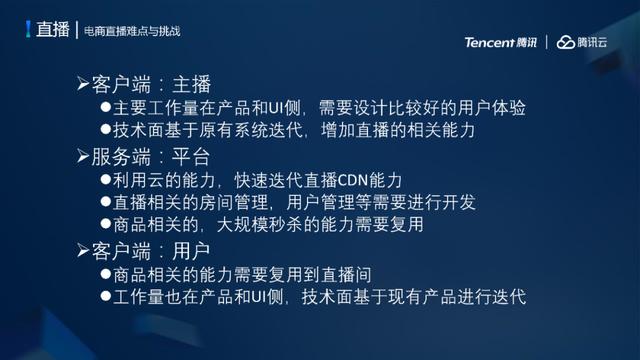 直播 电商直播难点与挑战
Tencent 腾讯 腾讯云
客户端：主播
主要工作量在产品和UI侧，需要设计比较好的用户体验
技术面基于原有系统迭代，增加直播的相关能力
服务端：平台
利用云的能力，快速迭代直播CDN能力
直播相关的房间管理，用户管理等需要进行开发
商品相关的，大规模秒杀的能力需要复用
客户端：用户
商品相关的能力需要复用到直播间
工作量也在产品和UI侧，技术面基于现有产品进行迭代